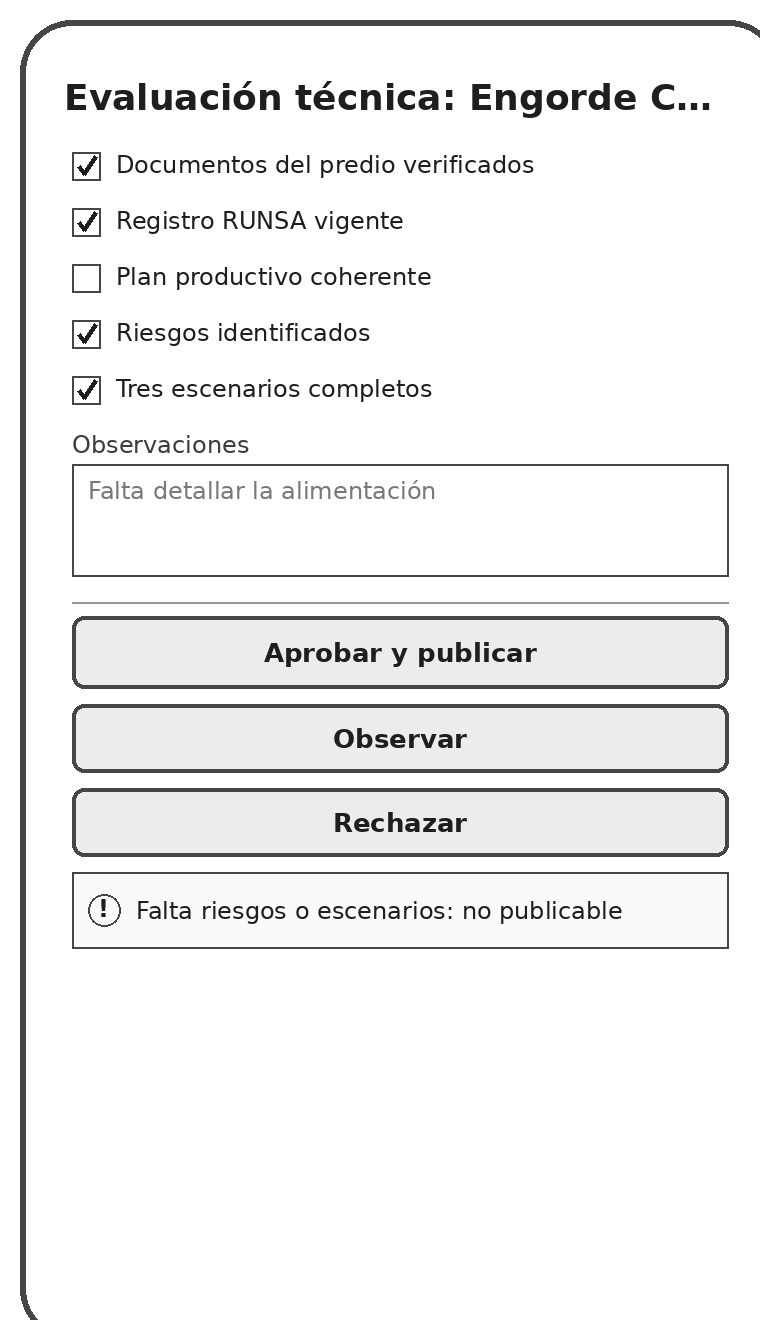 Evaluación técnica: Engorde C...
Documentos del predio verificados
Registro RUNSA vigente
Plan productivo coherente
Riesgos identificados
Tres escenarios completos
Observaciones
Falta detallar la alimentación
Aprobar y publicar
Observar
Rechazar
! Falta riesgos o escenarios: no publicable